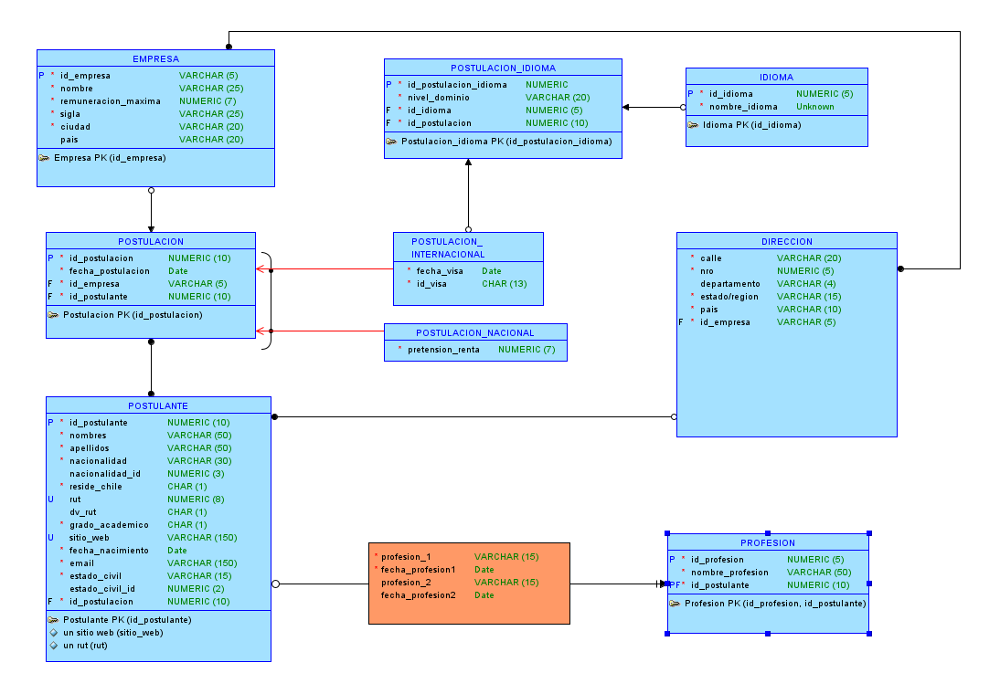 EMPRESA
P * id_empresa VARCHAR (5)
* nombre VARCHAR (25)
* remuneracion_maxima NUMERIC (7)
* sigla VARCHAR (25)
* ciudad VARCHAR (20)
pais VARCHAR (20)
Empresa PK (id_empresa)
POSTULACION_IDIOMA
P * id_postulacion_idioma NUMERIC
* nivel_dominio VARCHAR (20)
F * id_idioma NUMERIC (5)
F * id_postulacion NUMERIC (10)
Postulacion_idioma PK (id_postulacion_idioma)
IDIOMA
P * id_idioma NUMERIC (5)
* nombre_idioma Unknown
Idioma PK (id_idioma)
POSTULACION
P * id_postulacion NUMERIC (10)
* fecha_postulacion Date
F * id_empresa VARCHAR (5)
F * id_postulante NUMERIC (10)
Postulacion PK (id_postulacion)
POSTULACION_
INTERNACIONAL
* fecha_visa Date
* id_visa CHAR (13)
POSTULACION_NACIONAL
* pretension_renta NUMERIC (7)
DIRECCION
* calle VARCHAR (20)
* nro NUMERIC (5)
departamento VARCHAR (4)
* estado/region VARCHAR (15)
* pais VARCHAR (10)
F * id_empresa VARCHAR (5)
POSTULANTE
P * id_postulante NUMERIC (10)
* nombres VARCHAR (50)
* apellidos VARCHAR (50)
* nacionalidad VARCHAR (30)
nacionalidad_id NUMERIC (3)
* reside_chile CHAR (1)
U rut NUMERIC (8)
dv_rut CHAR (1)
* grado_academico CHAR (1)
U sitio_web VARCHAR (150)
* fecha_nacimiento Date
* email VARCHAR (150)
* estado_civil VARCHAR (15)
estado_civil_id NUMERIC (2)
F * id_postulacion NUMERIC (10)
Postulante PK (id_postulante)
un sitio web (sitio_web)
un rut (rut)
* profesion_1 VARCHAR (15)
* fecha_profesion1 Date
profesion_2 VARCHAR (15)
fecha_profesion2 Date
PROFESION
P * id_profesion NUMERIC (5)
* nombre_profesion VARCHAR (50)
PF * id_postulante NUMERIC (10)
Profesion PK (id_profesion, id_postulante)